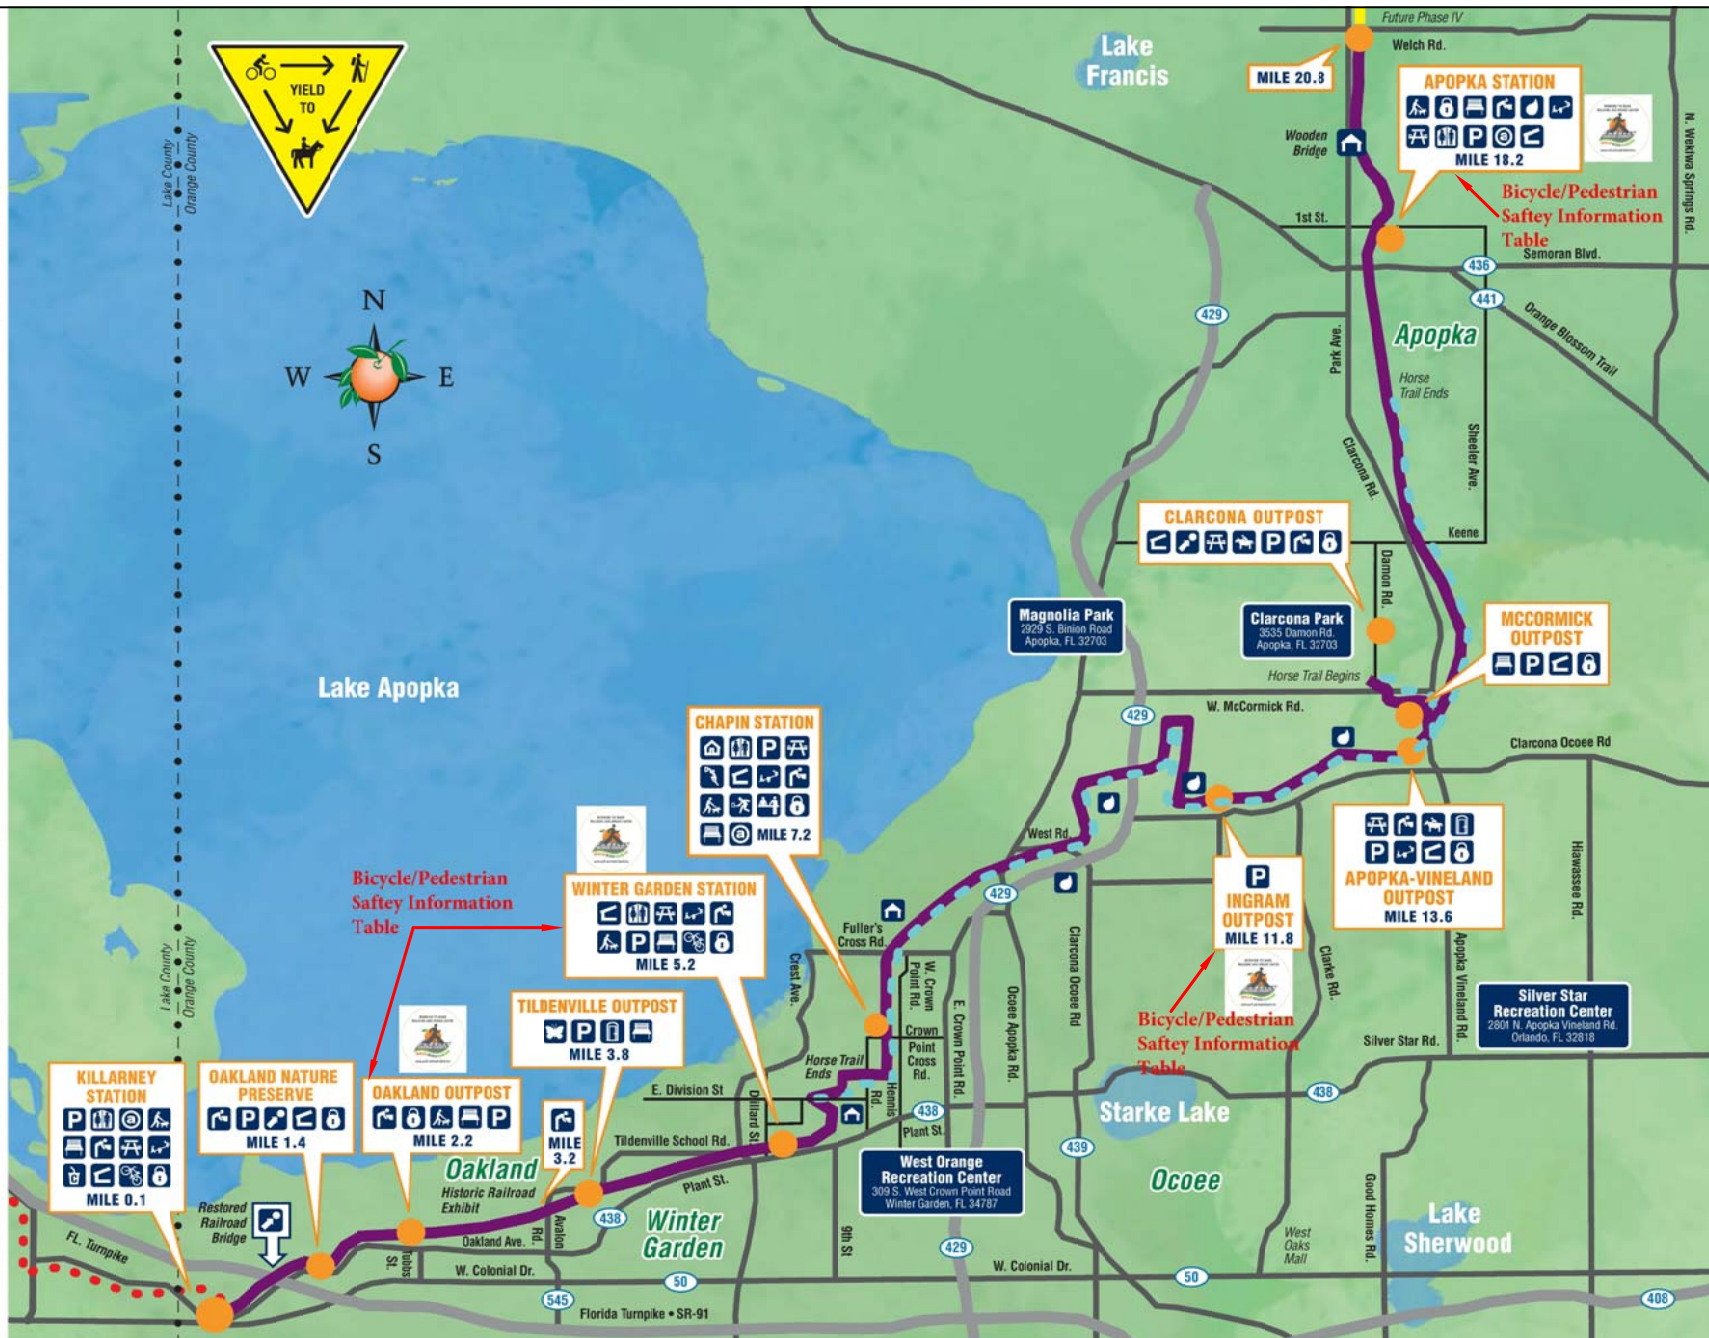 Future Phase IV
Welch Rd.
Lake
Francis
MILE 20.8
APOPKA STATION
P
@
MILE 18.2
Wooden
Bridge
N. Wekiwa Springs Rd.
Bicycle/Pedestrian
Saftey Information
Table
YIELD
TO
Lake County
Orange County
1st St.
Semoran Blvd.
436
441
429
Orange Blossom Trail
Park Ave.
Apopka
Horse
Trail Ends
N
W
E
S
Clarcona Rd.
Sheeler Ave.
Keene
CLARCONA OUTPOST
P
Damon Rd.
Magnolia Park
2929 S. Binion Road
Apopka, FL 32703
Clarcona Park
3535 Damon Rd.
Apopka, FL 32703
MCCORMICK
OUTPOST
P
Horse Trail Begins
W. McCormick Rd.
Lake Apopka
429
Clarcona Ocoee Rd
CHAPIN STATION
P
@
MILE 7.2
West Rd.
Bicycle/Pedestrian
Saftey Information
Table
WINTER GARDEN STATION
P
MILE 5.2
429
P
INGRAM
OUTPOST
MILE 11.8
P
APOPKA-VINELAND
OUTPOST
MILE 13.6
Hiawassee Rd.
Fuller's
Cross Rd.
Crest Ave.
W. Crown
Point Rd.
E. Crown Point Rd.
Ocoee Apopka Rd.
Clarcona Ocoee Rd
Clarke Rd.
Apopka Vineland Rd.
Lake County
Orange County
TILDENVILLE OUTPOST
P
MILE 3.8
Bicycle/Pedestrian
Saftey Information
Table
Silver Star
Recreation Center
2801 N. Apopka Vineland Rd.
Orlando, FL 32818
Silver Star Rd.
Crown
Point
Cross Rd.
Horse Trail
Ends
KILLARNEY
STATION
P
@
MILE 0.1
OAKLAND NATURE
PRESERVE
P
MILE 1.4
OAKLAND OUTPOST
P
MILE 2.2
MILE
3.2
E. Division St
Dillard St.
Hennis
Rd.
438
Plant St.
438
Starke Lake
Tildenville School Rd.
439
Oakland
Historic Railroad
Exhibit
Plant St.
West Orange
Recreation Center
309 S. West Crown Point Road
Winter Garden, FL 34787
Ocoee
Good Homes Rd.
Restored
Railroad
Bridge
438
Winter
Garden
Lake
Sherwood
FL. Turnpike
Tubbs
St.
Oakland Ave.
Avalon
Rd.
9th St
429
West
Oaks
Mall
W. Colonial Dr.
50
W. Colonial Dr.
50
545
Florida Turnpike • SR-91
408